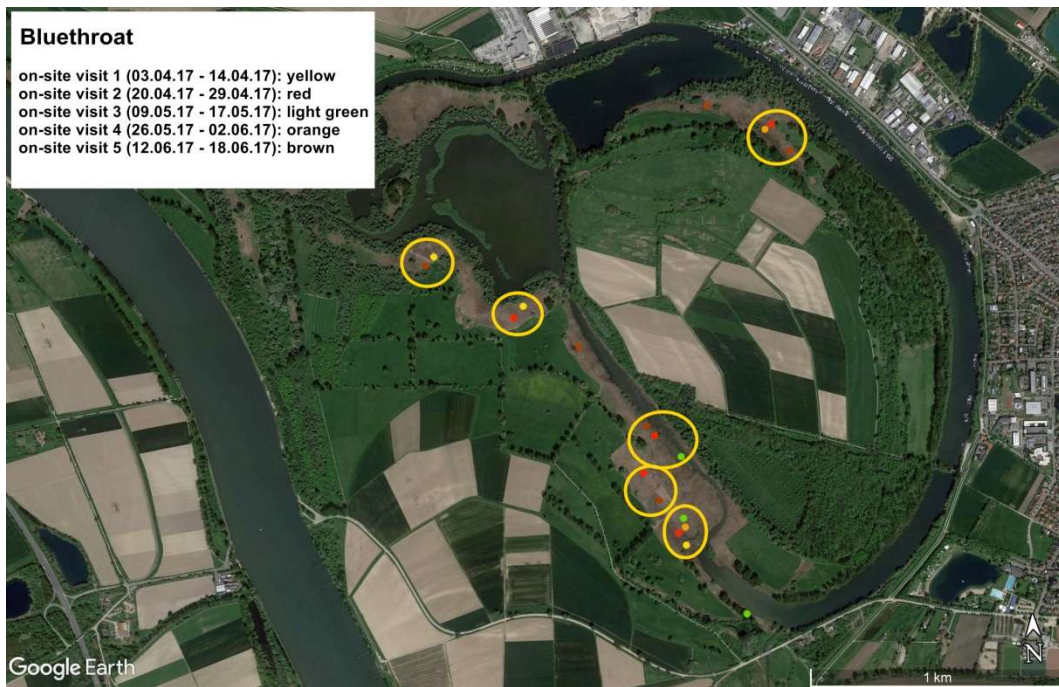 Bluethroat
on-site visit 1 (03.04.17 - 14.04.17): yellow
on-site visit 2 (20.04.17 - 29.04.17): red
on-site visit 3 (09.05.17 - 17.05.17): light green
on-site visit 4 (26.05.17 - 02.06.17): orange
on-site visit 5 (12.06.17 - 18.06.17): brown
N
Google Earth
1 km